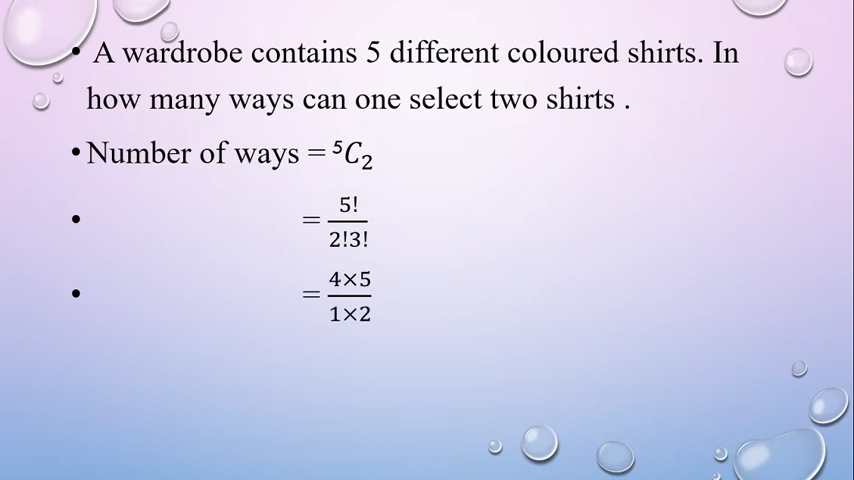 • A wardrobe contains 5 different coloured shirts. In
how many ways can one select two shirts .
• Number of ways = ⁵C₂
• = 5!/2!3!
• = 4×5/1×2